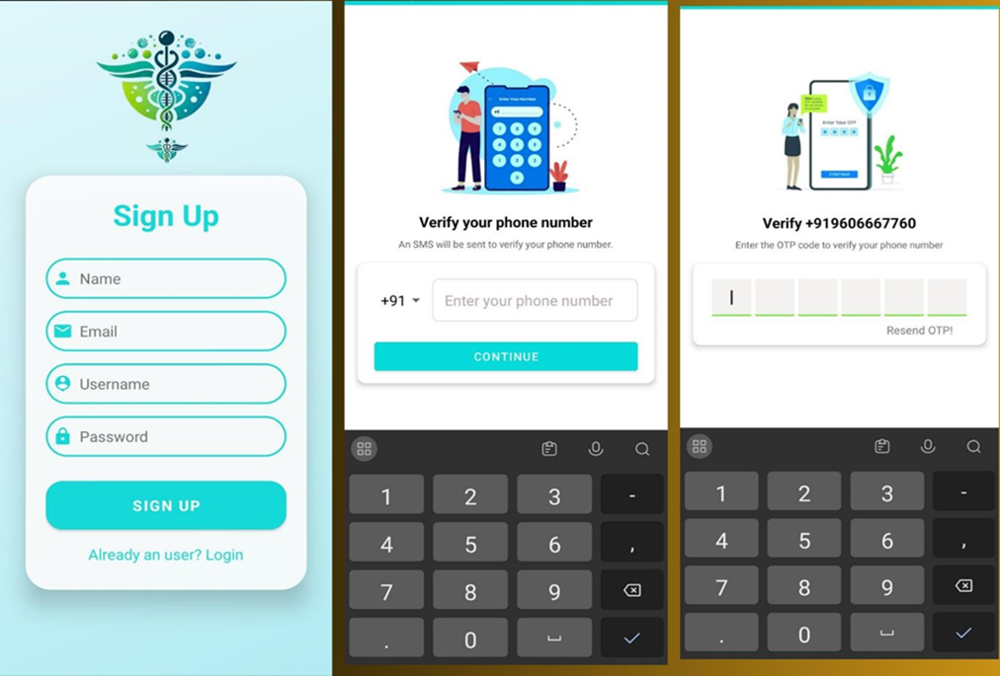 Sign Up
Name
Email
Username
Password
SIGN UP
Already an user? Login
Enter Your Number
Verify your phone number
An SMS will be sent to verify your phone number.
+91
Enter your phone number
CONTINUE
1 2 3 -
4 5 6 ,
7 8 9
. 0
Enter Your OTP
CONTINUE
Verify +919606667760
Enter the OTP code to verify your phone number
Resend OTP!
1 2 3 -
4 5 6 ,
7 8 9
. 0